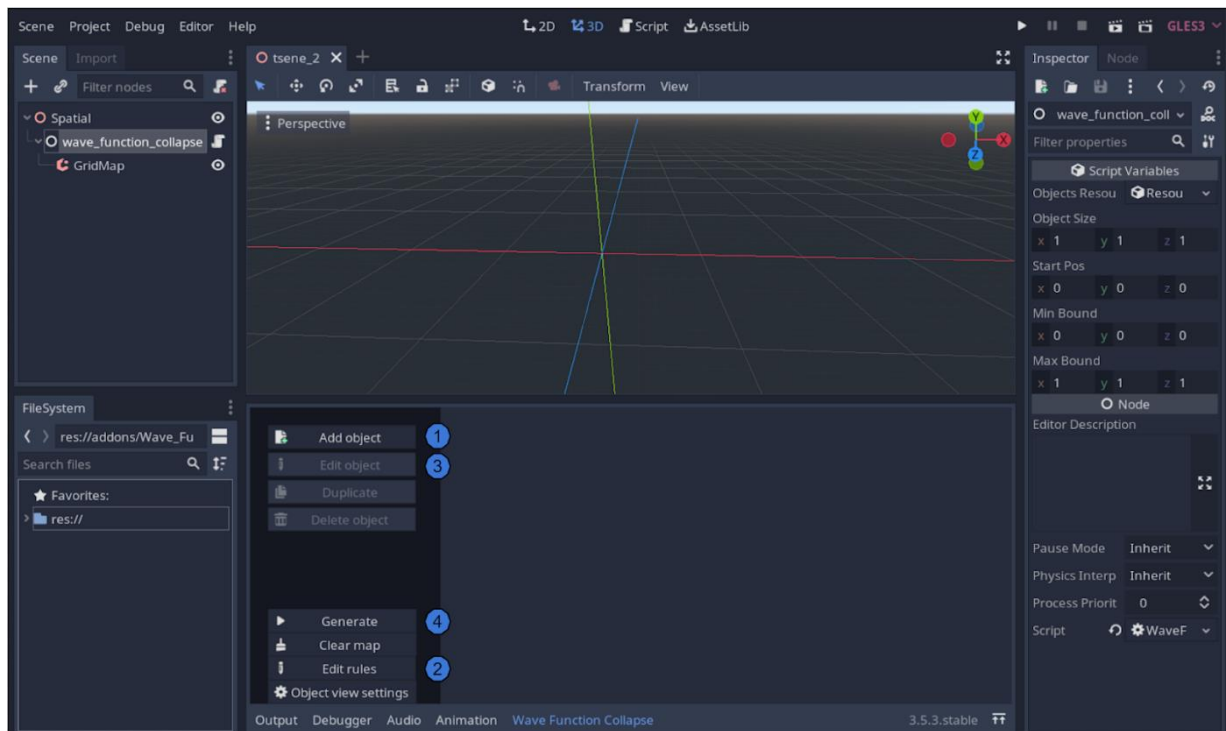 Scene Project Debug Editor Help 2D 3D Script AssetLib GLES3
Scene Import
Filter nodes
Spatial
wave_function_collapse
GridMap
tsene_2
Transform View
Perspective
Y
X
Z
FileSystem
res://addons/Wave_Fu
Search files
Favorites:
res://
Add object 1
Edit object 3
Duplicate
Delete object
Generate 4
Clear map
Edit rules 2
Object view settings
Output Debugger Audio Animation Wave Function Collapse 3.5.3.stable
Inspector Node
wave_function_coll
DOC
Filter properties
Script Variables
Objects Resou Resou
Object Size
x 1 y 1 z 1
Start Pos
x 0 y 0 z 0
Min Bound
x 0 y 0 z 0
Max Bound
x 1 y 1 z 1
Node
Editor Description
Pause Mode Inherit
Physics Interp Inherit
Process Priorit 0
Script WaveF